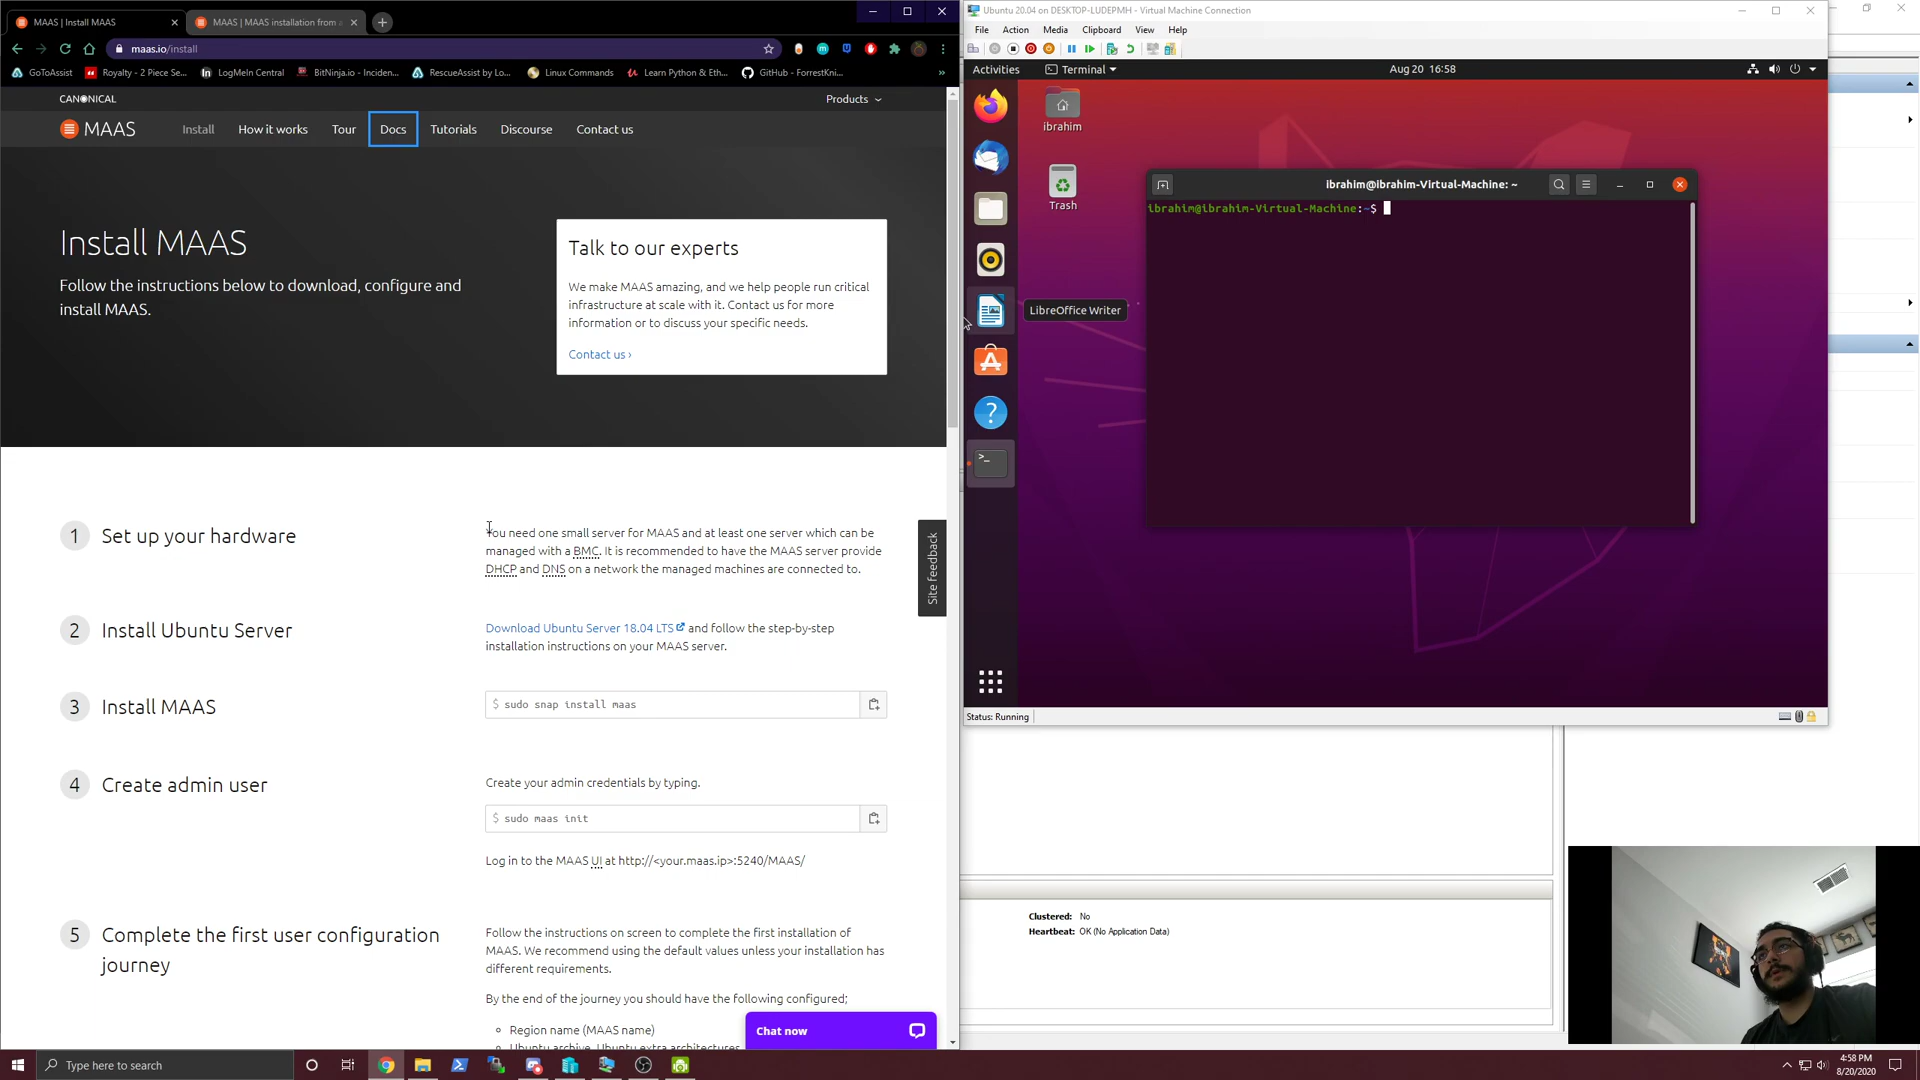 MAAS | Install MAAS
MAAS | MAAS installation from a
maas.io/install
GoToAssist
Royalty - 2 Piece Se...
LogMeIn Central
BitNinja.io - Inciden...
RescueAssist by Lo...
Linux Commands
Learn Python & Eth...
GitHub - ForrestKni...
»
CANONICAL
Products
MAAS
Install
How it works
Tour
Docs
Tutorials
Discourse
Contact us
Install MAAS
Follow the instructions below to download, configure and
install MAAS.
Talk to our experts
We make MAAS amazing, and we help people run critical
infrastructure at scale with it. Contact us for more
information or to discuss your specific needs.
Contact us ›
1 Set up your hardware
You need one small server for MAAS and at least one server which can be
managed with a BMC. It is recommended to have the MAAS server provide
DHCP and DNS on a network the managed machines are connected to.
Site feedback
2 Install Ubuntu Server
Download Ubuntu Server 18.04 LTS and follow the step-by-step
installation instructions on your MAAS server.
3 Install MAAS
$ sudo snap install maas
4 Create admin user
Create your admin credentials by typing.
$ sudo maas init
Log in to the MAAS UI at http://<your.maas.ip>:5240/MAAS/
5 Complete the first user configuration
journey
Follow the instructions on screen to complete the first installation of
MAAS. We recommend using the default values unless your installation has
different requirements.
By the end of the journey you should have the following configured;
Region name (MAAS name)
Ubuntu archive, Ubuntu extra architectures
Chat now
Ubuntu 20.04 on DESKTOP-LUDEPMH - Virtual Machine Connection
File Action Media Clipboard View Help
Activities
Terminal
Aug 20 16:58
ibrahim
Trash
LibreOffice Writer
ibrahim@ibrahim-Virtual-Machine: ~
ibrahim@ibrahim-Virtual-Machine:~$
Status: Running
Clustered: No
Heartbeat: OK (No Application Data)
Type here to search
4:58 PM
8/20/2020